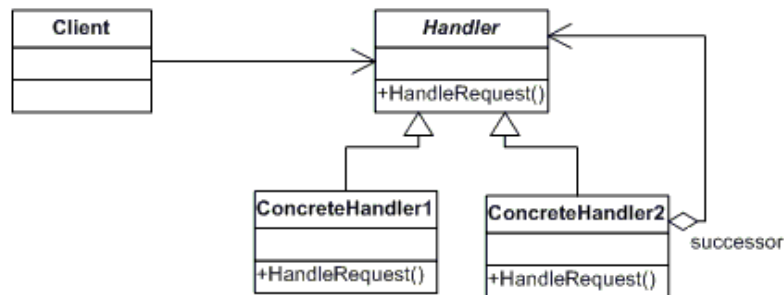 Client
Handler
+HandleRequest()
ConcreteHandler1
+HandleRequest()
ConcreteHandler2
successor
+HandleRequest()